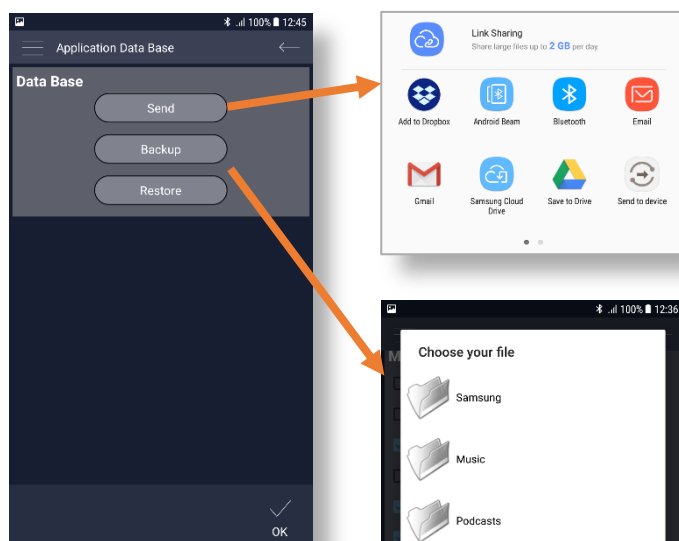 100% 12:45
Application Data Base
Data Base
Send
Backup
Restore
OK
Link Sharing
Share large files up to 2 GB per day.
Add to Dropbox
Android Beam
Bluetooth
Email
Gmail
Samsung Cloud
Drive
Save to Drive
Send to device
100% 12:36
M
Choose your file
Samsung
Music
Podcasts